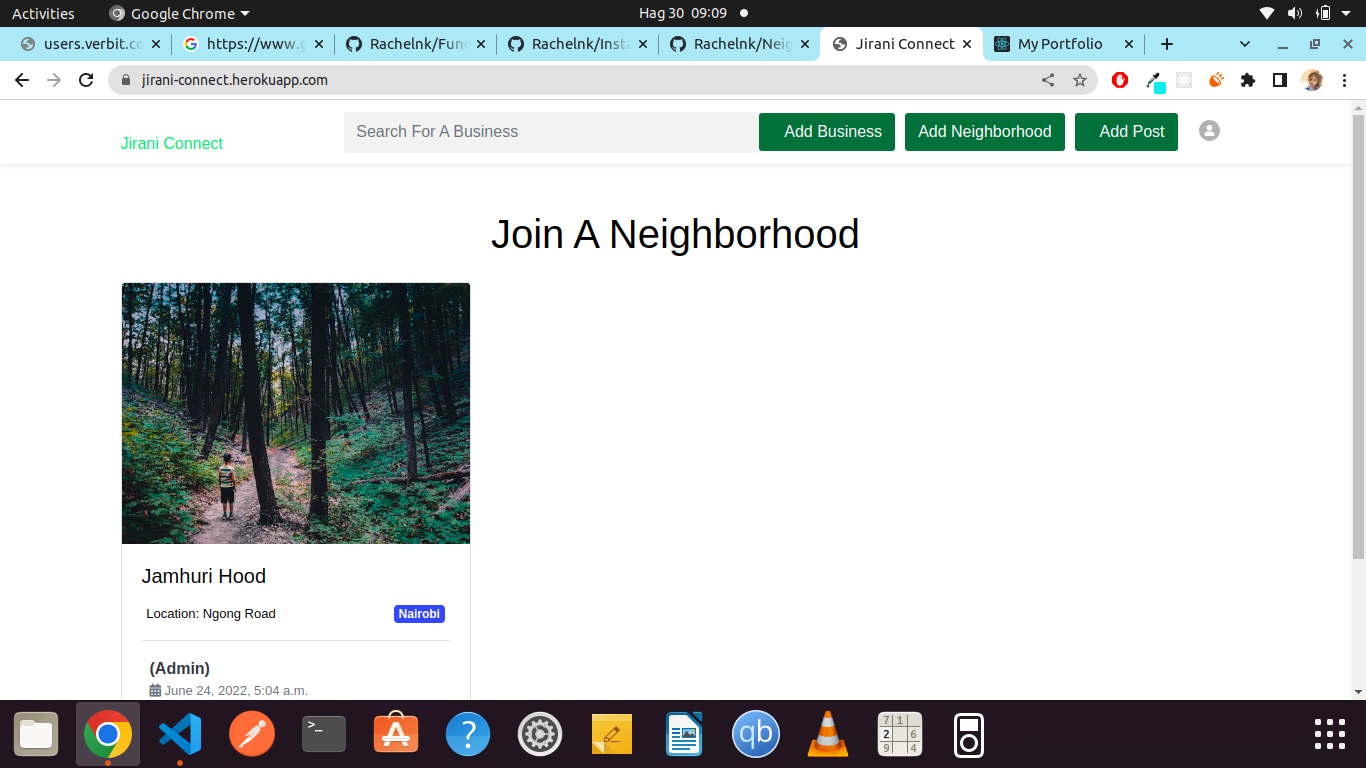 Activities Google Chrome Hag 30 09:09
users.verbit.co https://www.g Rachelnk/Fun Rachelnk/Insta Rachelnk/Neig Jirani Connect My Portfolio
jirani-connect.herokuapp.com
Jirani Connect Search For A Business Add Business Add Neighborhood Add Post
Join A Neighborhood
Jamhuri Hood
Location: Ngong Road Nairobi
(Admin)
June 24, 2022, 5:04 a.m.
>_ ? qb 7 1 2 6 9 4